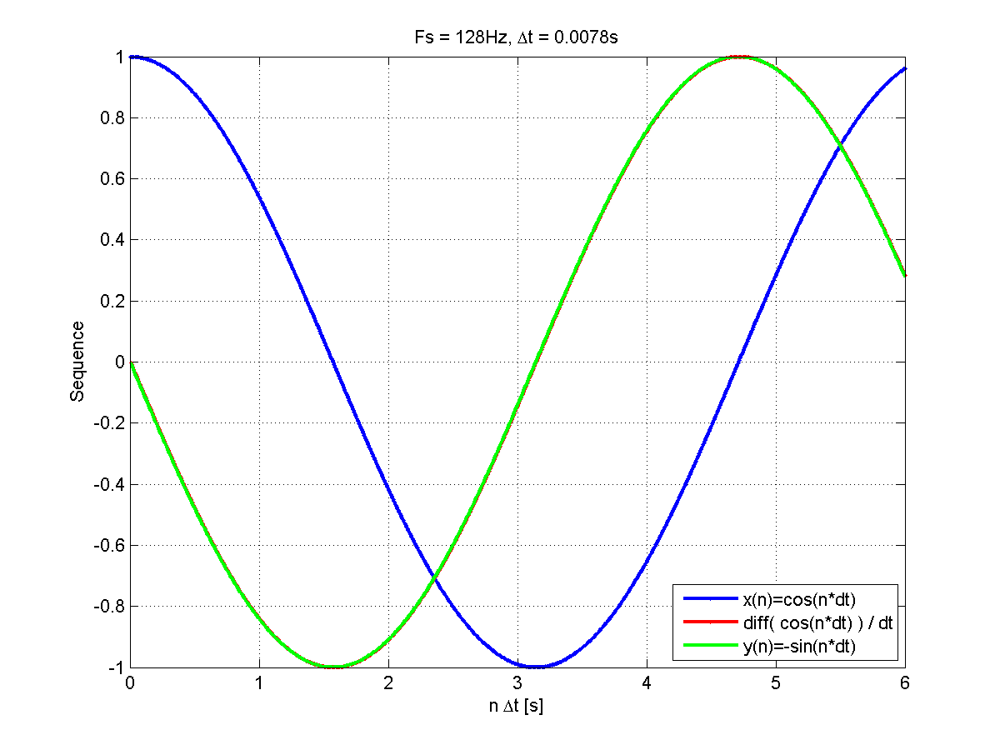 Fs = 128Hz, Δt = 0.0078s
1
0.8
0.6
0.4
0.2
0
-0.2
-0.4
-0.6
-0.8
-1
Sequence
x(n)=cos(n*dt)
diff( cos(n*dt) ) / dt
y(n)=-sin(n*dt)
0 1 2 3 4 5 6
n Δt [s]